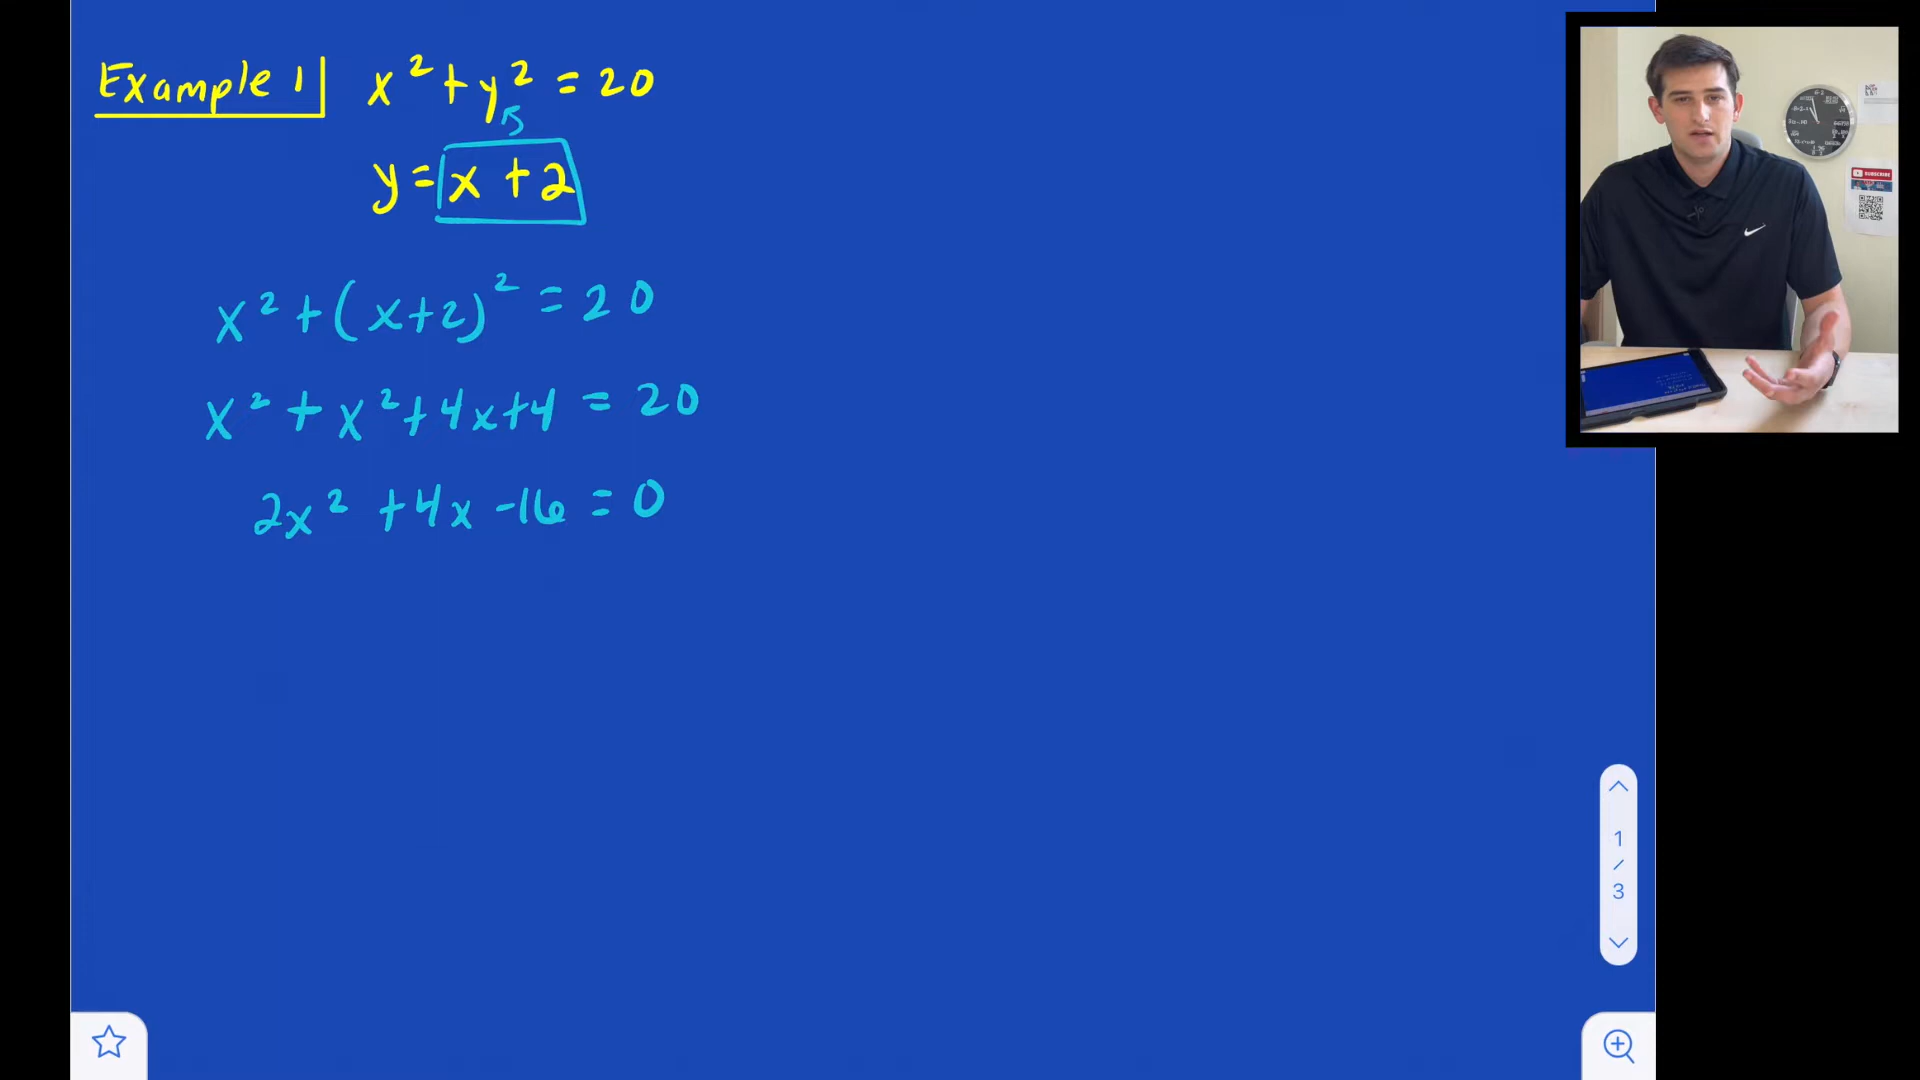 Example 1 x² + y² = 20
y = x + 2
x² + (x+2)² = 20
x² + x² + 4x + 4 = 20
2x² + 4x - 16 = 0
SUBSCRIBE
1
/
3